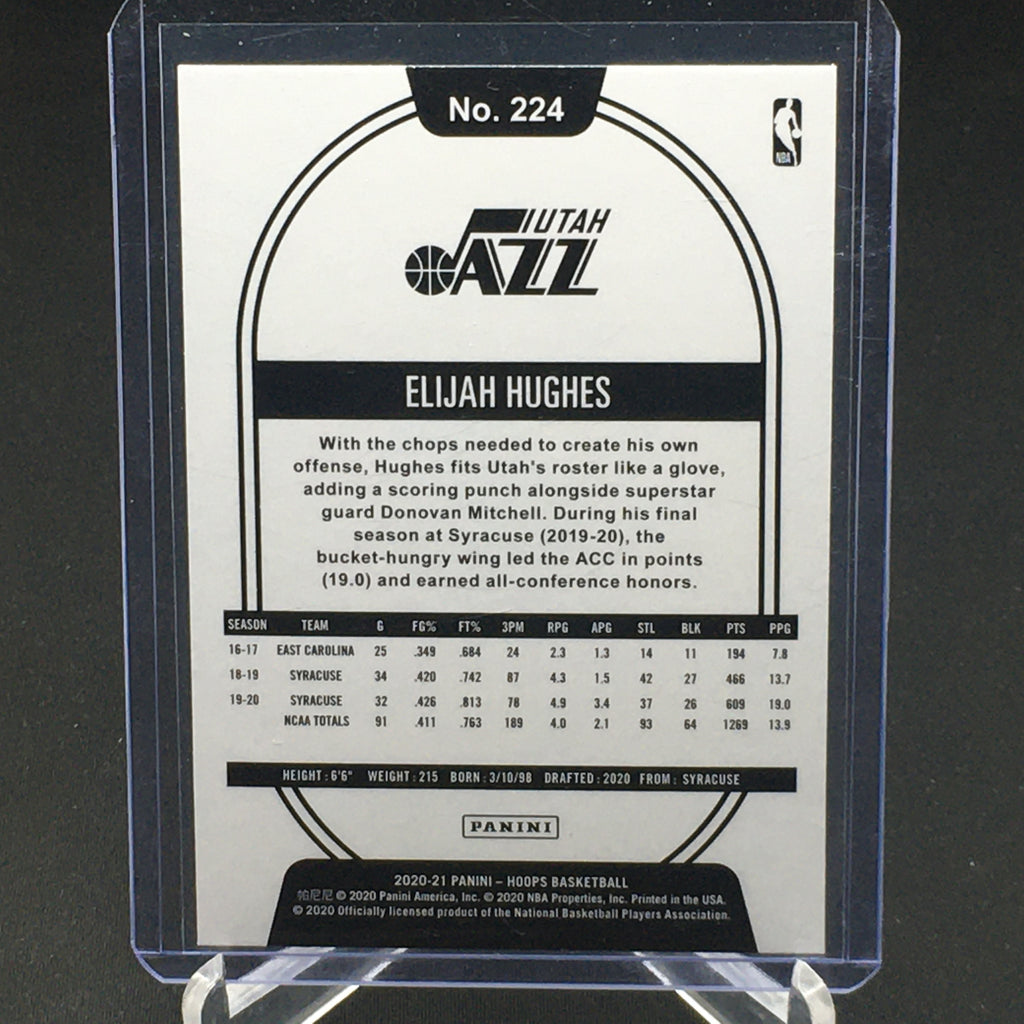 No. 224
NBA
UTAH
JAZZ
ELIJAH HUGHES
With the chops needed to create his own
offense, Hughes fits Utah's roster like a glove,
adding a scoring punch alongside superstar
guard Donovan Mitchell. During his final
season at Syracuse (2019-20), the
bucket-hungry wing led the ACC in points
(19.0) and earned all-conference honors.
SEASON TEAM G FG% FT% 3PM RPG APG STL BLK PTS PPG
16-17 EAST CAROLINA 25 .349 .684 24 2.3 1.3 14 11 194 7.8
18-19 SYRACUSE 34 .420 .742 87 4.3 1.5 42 27 466 13.7
19-20 SYRACUSE 32 .426 .813 78 4.9 3.4 37 26 609 19.0
NCAA TOTALS 91 .411 .763 189 4.0 2.1 93 64 1269 13.9
HEIGHT: 6'6" WEIGHT: 215 BORN: 3/10/98 DRAFTED: 2020 FROM: SYRACUSE
PANINI
2020-21 PANINI – HOOPS BASKETBALL
帕尼尼 © 2020 Panini America, Inc. © 2020 NBA Properties, Inc. Printed in the USA.
© 2020 Officially licensed product of the National Basketball Players Association.